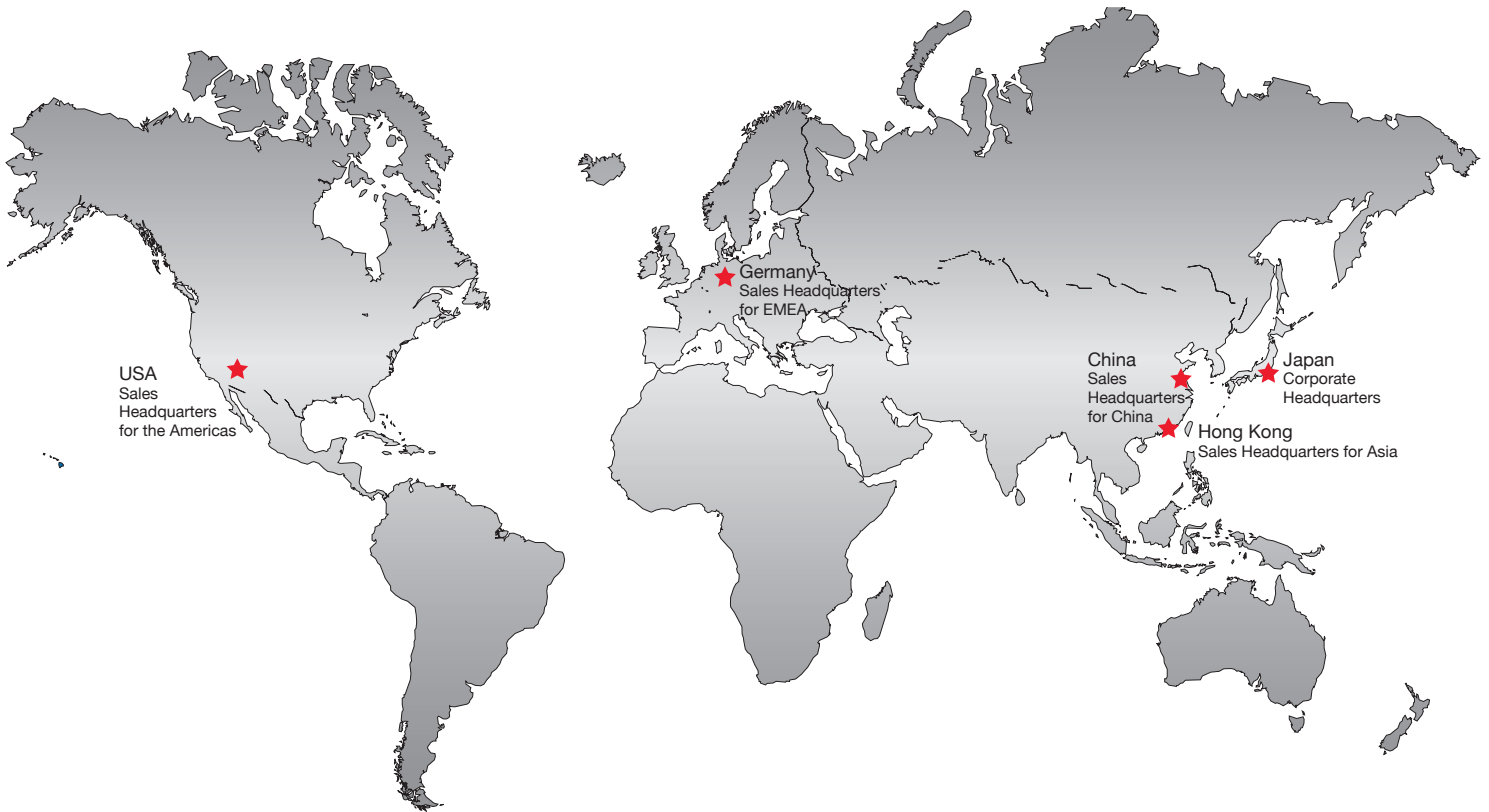 Germany
Sales Headquarters
for EMEA
USA
Sales
Headquarters
for the Americas
China
Sales
Headquarters
for China
Japan
Corporate
Headquarters
Hong Kong
Sales Headquarters for Asia